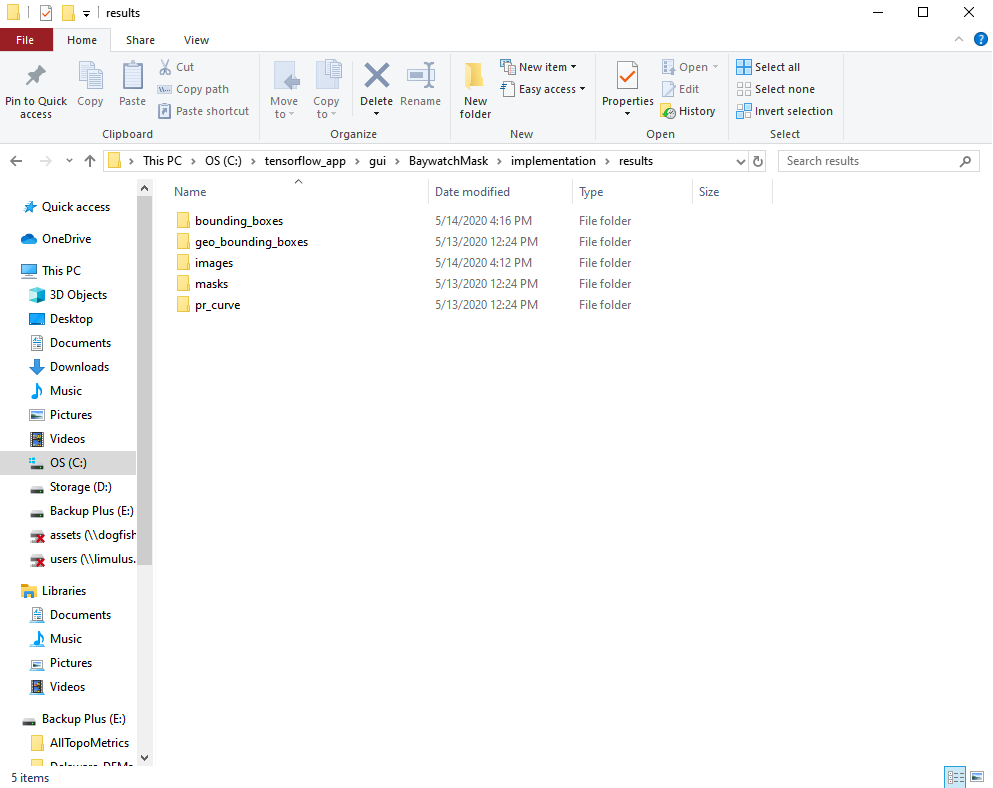 results
File Home Share View
Pin to Quick access
Copy
Paste
Cut
Copy path
Paste shortcut
Clipboard
Move to
Copy to
Delete
Rename
Organize
New folder
New item
Easy access
New
Properties
Open
Edit
History
Open
Select all
Select none
Invert selection
Select
This PC > OS (C:) > tensorflow_app > gui > BaywatchMask > implementation > results
Search results
Name Date modified Type Size
bounding_boxes 5/14/2020 4:16 PM File folder
geo_bounding_boxes 5/13/2020 12:24 PM File folder
images 5/14/2020 4:12 PM File folder
masks 5/13/2020 12:24 PM File folder
pr_curve 5/13/2020 12:24 PM File folder
Quick access
OneDrive
This PC
3D Objects
Desktop
Documents
Downloads
Music
Pictures
Videos
OS (C:)
Storage (D:)
Backup Plus (E:)
assets (\\dogfish
users (\\limulus.
Libraries
Documents
Music
Pictures
Videos
Backup Plus (E:)
AllTopoMetrics
5 items